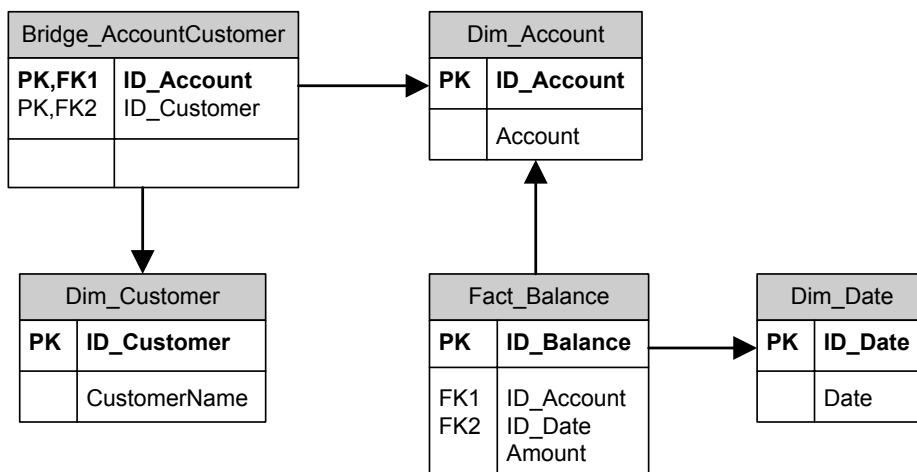 Bridge_AccountCustomer
PK,FK1 ID_Account
PK,FK2 ID_Customer
Dim_Account
PK ID_Account
Account
Dim_Customer
PK ID_Customer
CustomerName
Fact_Balance
PK ID_Balance
FK1 ID_Account
FK2 ID_Date
Amount
Dim_Date
PK ID_Date
Date